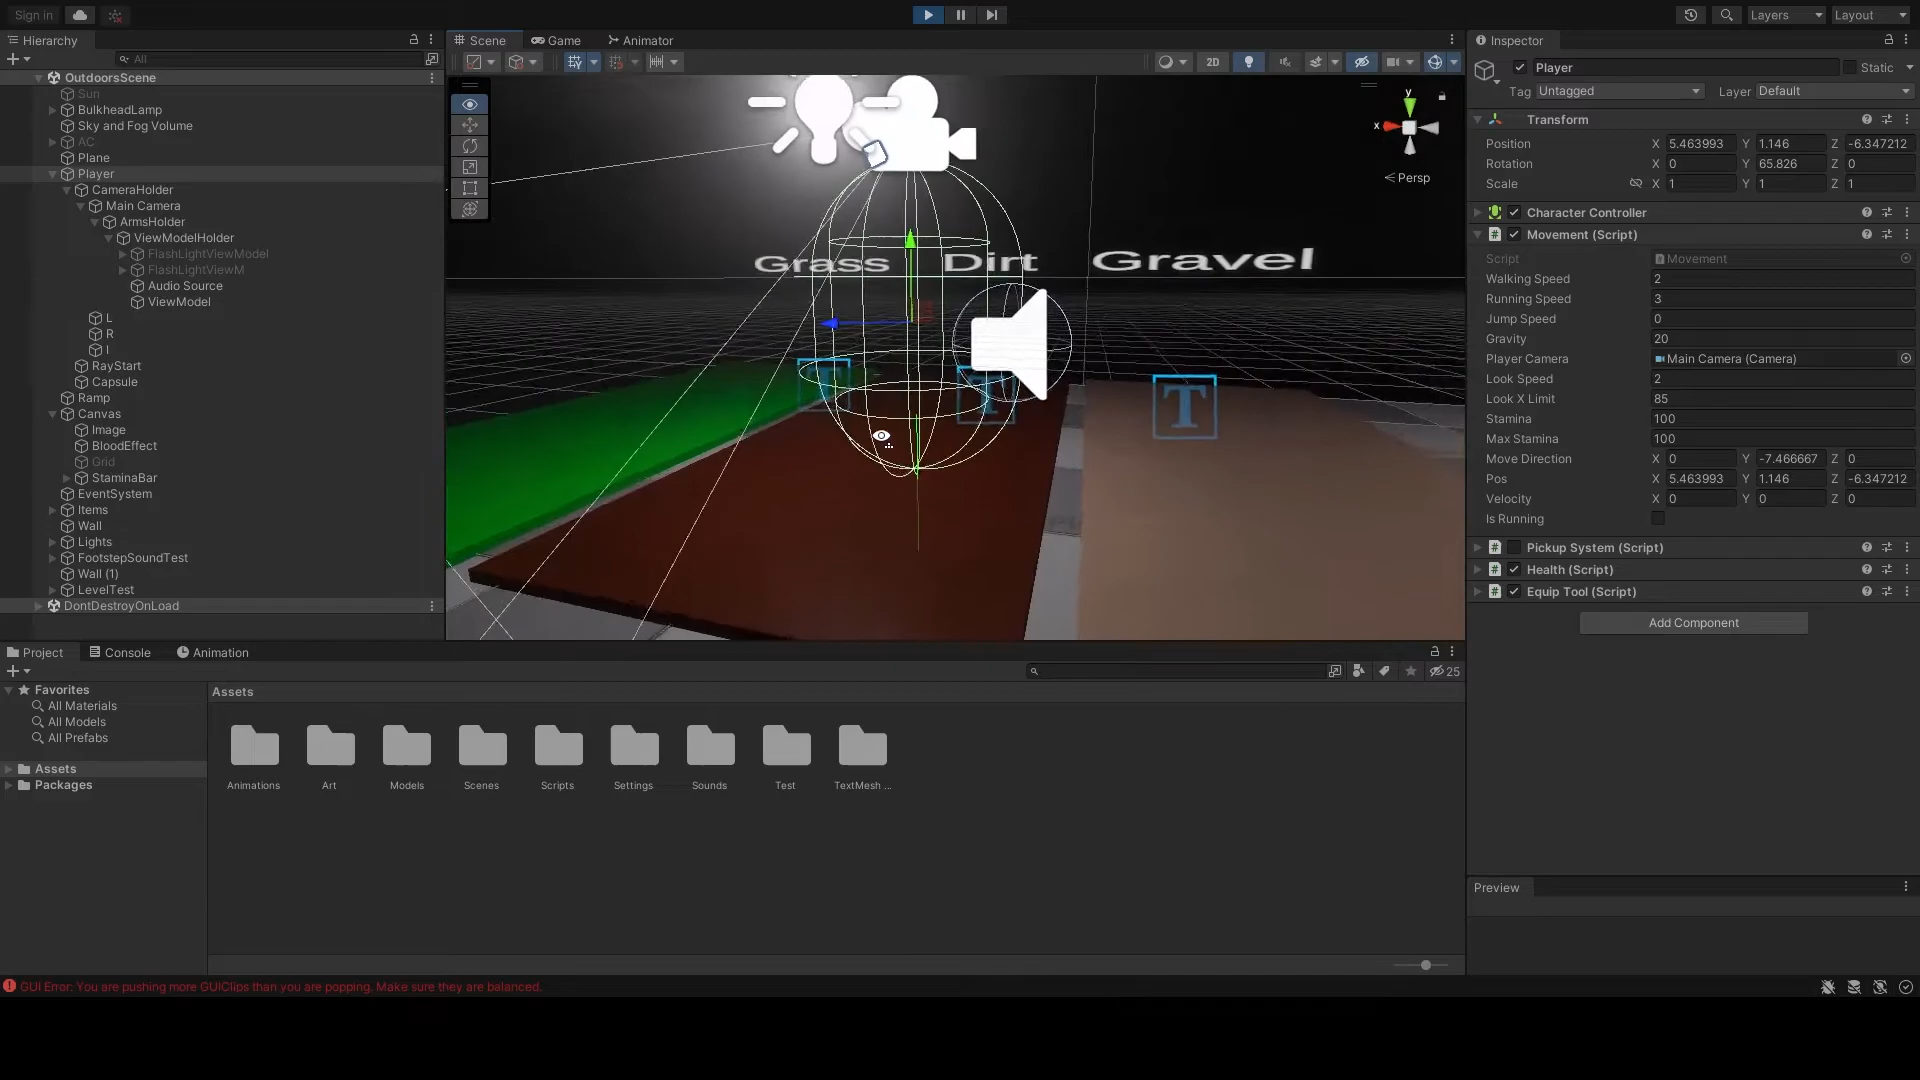 Sign in
Layers
Layout
Hierarchy
All
OutdoorsScene
Sun
BulkheadLamp
Sky and Fog Volume
AC
Plane
Player
CameraHolder
Main Camera
ArmsHolder
ViewModelHolder
FlashLightViewModel
FlashLightViewM
Audio Source
ViewModel
L
R
I
RayStart
Capsule
Ramp
Canvas
Image
BloodEffect
Grid
StaminaBar
EventSystem
Items
Wall
Lights
FootstepSoundTest
Wall (1)
LevelTest
DontDestroyOnLoad
Scene
Game
Animator
2D
y
x
Persp
Grass
Dirt
Gravel
T
T
T
Inspector
Player
Static
Tag Untagged
Layer Default
Transform
Position X 5.463993 Y 1.146 Z -6.347212
Rotation X 0 Y 65.826 Z 0
Scale X 1 Y 1 Z 1
Character Controller
# Movement (Script)
Script Movement
Walking Speed 2
Running Speed 3
Jump Speed 0
Gravity 20
Player Camera Main Camera (Camera)
Look Speed 2
Look X Limit 85
Stamina 100
Max Stamina 100
Move Direction X 0 Y -7.466667 Z 0
Pos X 5.463993 Y 1.146 Z -6.347212
Velocity X 0 Y 0 Z 0
Is Running
# Pickup System (Script)
# Health (Script)
# Equip Tool (Script)
Add Component
Preview
Project
Console
Animation
25
Favorites
All Materials
All Models
All Prefabs
Assets
Packages
Assets
Animations
Art
Models
Scenes
Scripts
Settings
Sounds
Test
TextMesh ...
GUI Error: You are pushing more GUIClips than you are popping. Make sure they are balanced.